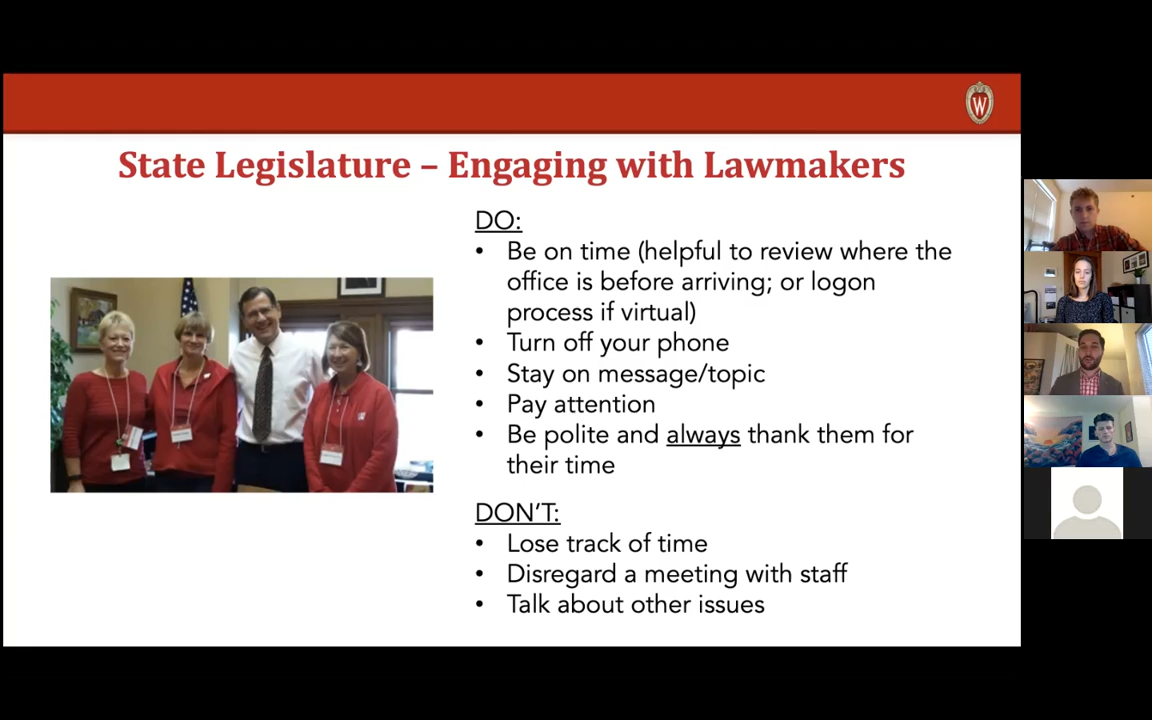 W
State Legislature – Engaging with Lawmakers
DO:
• Be on time (helpful to review where the
office is before arriving; or logon
process if virtual)
• Turn off your phone
• Stay on message/topic
• Pay attention
• Be polite and always thank them for
their time
DON'T:
• Lose track of time
• Disregard a meeting with staff
• Talk about other issues